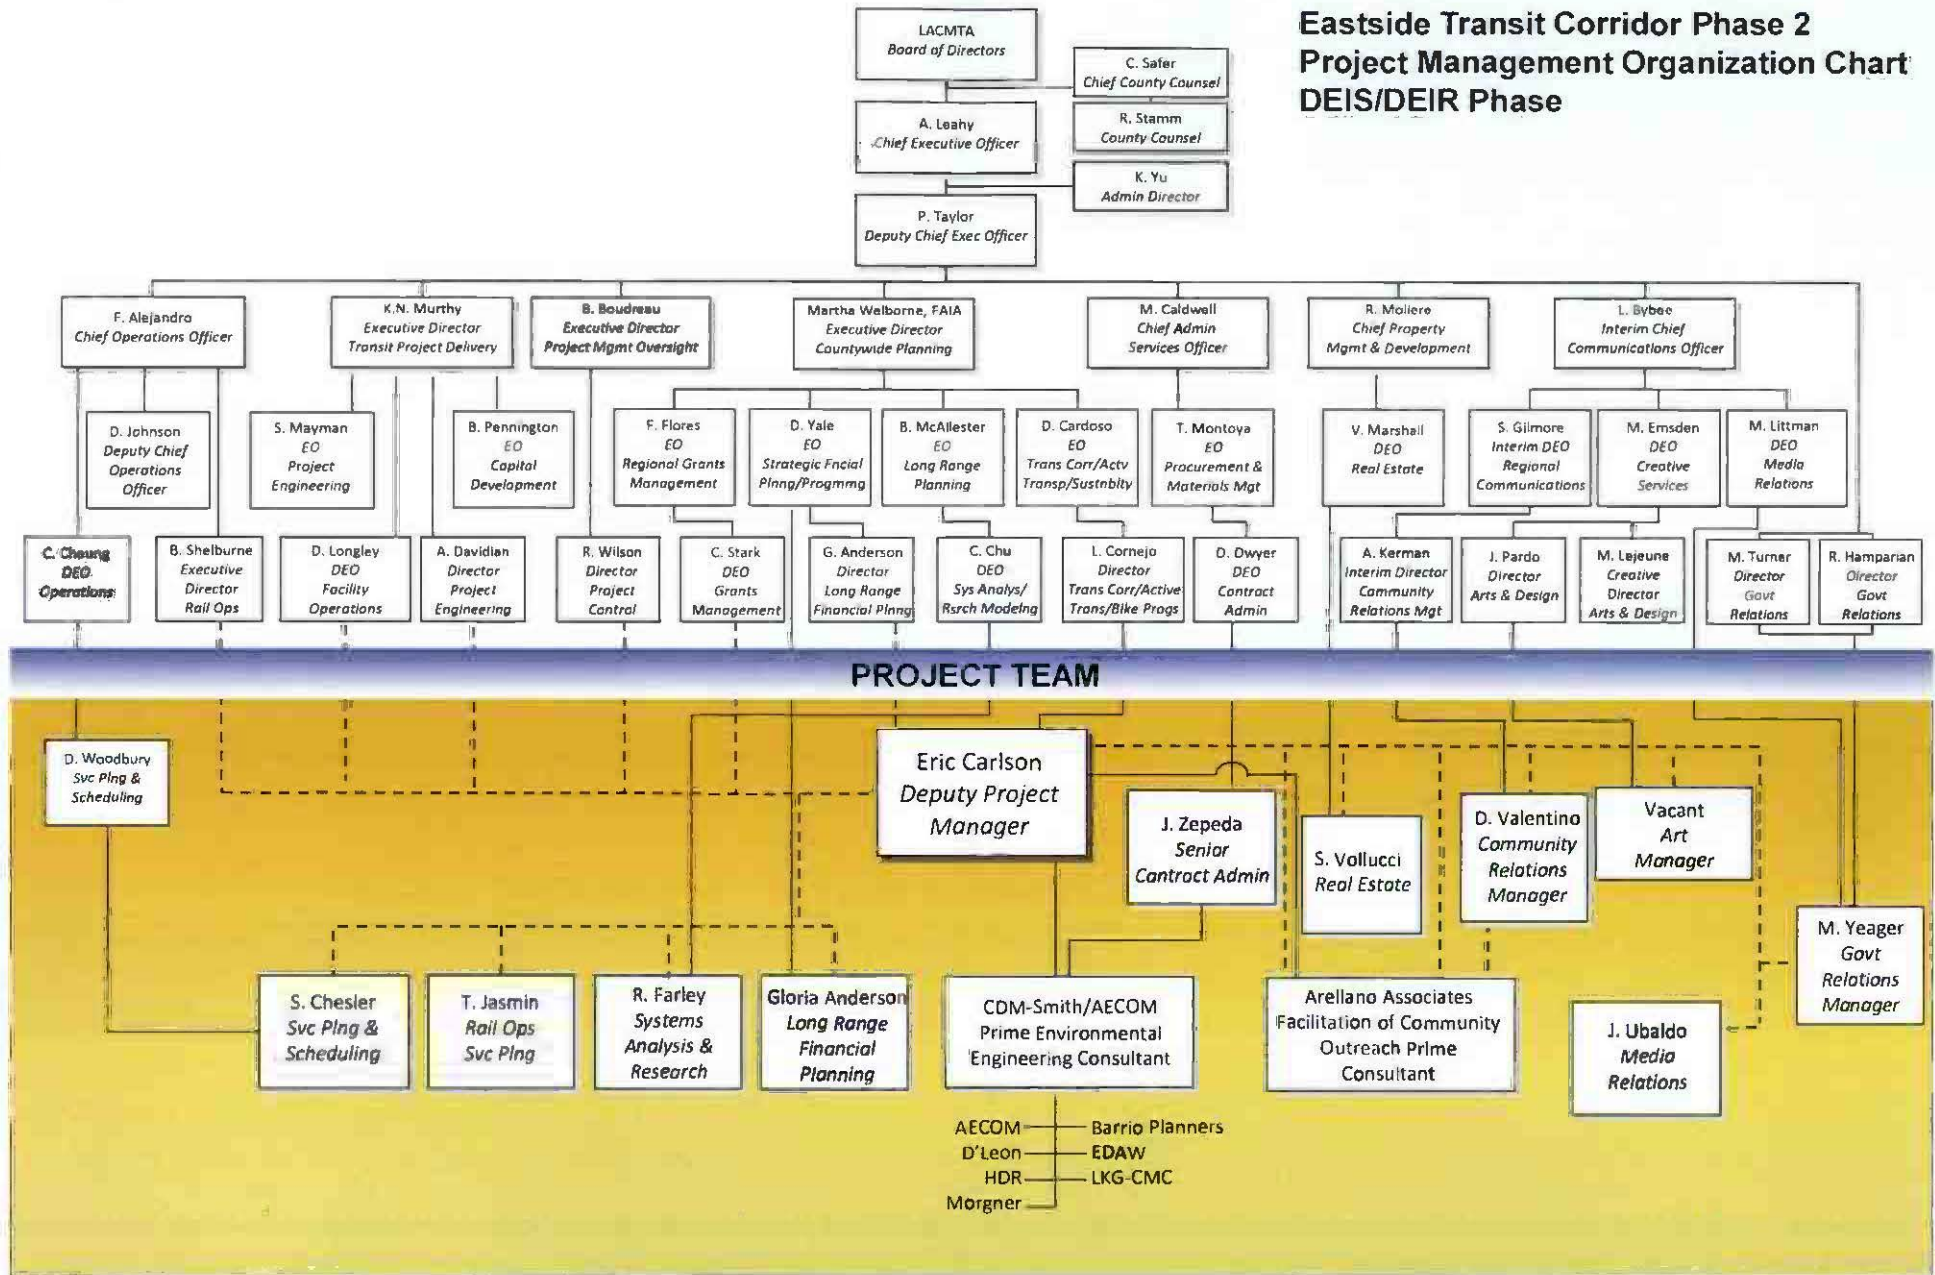 Eastside Transit Corridor Phase 2
Project Management Organization Chart
DEIS/DEIR Phase
LACMTA
Board of Directors
C. Safer
Chief County Counsel
A. Leahy
Chief Executive Officer
R. Stamm
County Counsel
K. Yu
Admin Director
P. Taylor
Deputy Chief Exec Officer
F. Alejandro
Chief Operations Officer
K.N. Murthy
Executive Director
Transit Project Delivery
B. Boudreau
Executive Director
Project Mgmt Oversight
Martha Welborne, FAIA
Executive Director
Countywide Planning
M. Caldwell
Chief Admin
Services Officer
R. Moliere
Chief Property
Mgmt & Development
L. Bybee
Interim Chief
Communications Officer
D. Johnson
Deputy Chief
Operations
Officer
S. Mayman
EO
Project
Engineering
B. Pennington
EO
Capital
Development
F. Flores
EO
Regional Grants
Management
D. Yale
EO
Strategic Fncial
Plnng/Progmmg
B. McAllester
EO
Long Range
Planning
D. Cardoso
EO
Trans Corr/Actv
Transp/Sustnblty
T. Montoya
EO
Procurement &
Materials Mgt
V. Marshall
DEO
Real Estate
S. Gilmore
Interim DEO
Regional
Communications
M. Emsden
DEO
Creative
Services
M. Littman
DEO
Media
Relations
C. Cheung
DEO
Operations
B. Shelburne
Executive
Director
Rail Ops
D. Longley
DEO
Facility
Operations
A. Davidian
Director
Project
Engineering
R. Wilson
Director
Project
Control
C. Stark
DEO
Grants
Management
G. Anderson
Director
Long Range
Financial Plnng
C. Chu
DEO
Sys Analys/
Rsrch Modelng
L. Cornejo
Director
Trans Corr/Active
Trans/Bike Progs
D. Dwyer
DEO
Contract
Admin
A. Kerman
Interim Director
Community
Relations Mgt
J. Pardo
Director
Arts & Design
M. Lejeune
Creative
Director
Arts & Design
M. Turner
Director
Govt
Relations
R. Hamparian
Director
Govt
Relations
PROJECT TEAM
D. Woodbury
Svc Plng &
Scheduling
Eric Carlson
Deputy Project
Manager
J. Zepeda
Senior
Contract Admin
S. Vollucci
Real Estate
D. Valentino
Community
Relations
Manager
Vacant
Art
Manager
M. Yeager
Govt
Relations
Manager
S. Chesler
Svc Plng &
Scheduling
T. Jasmin
Rail Ops
Svc Plng
R. Farley
Systems
Analysis &
Research
Gloria Anderson
Long Range
Financial
Planning
CDM-Smith/AECOM
Prime Environmental
Engineering Consultant
Arellano Associates
Facilitation of Community
Outreach Prime
Consultant
J. Ubaldo
Media
Relations
AECOM
Barrio Planners
D'Leon
EDAW
HDR
LKG-CMC
Morgner